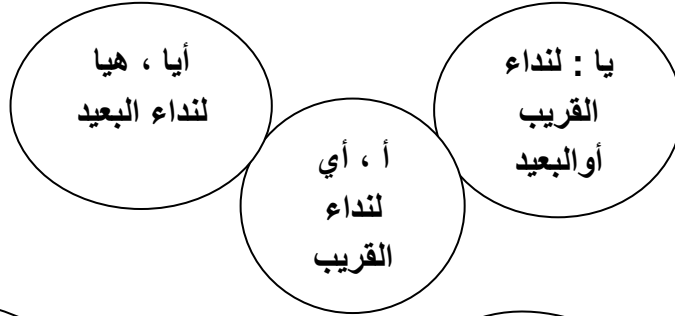 يا : لنداء
القريب
أوالبعيد
أ ، أي
لنداء
القريب
أيا ، هيا
لنداء البعيد